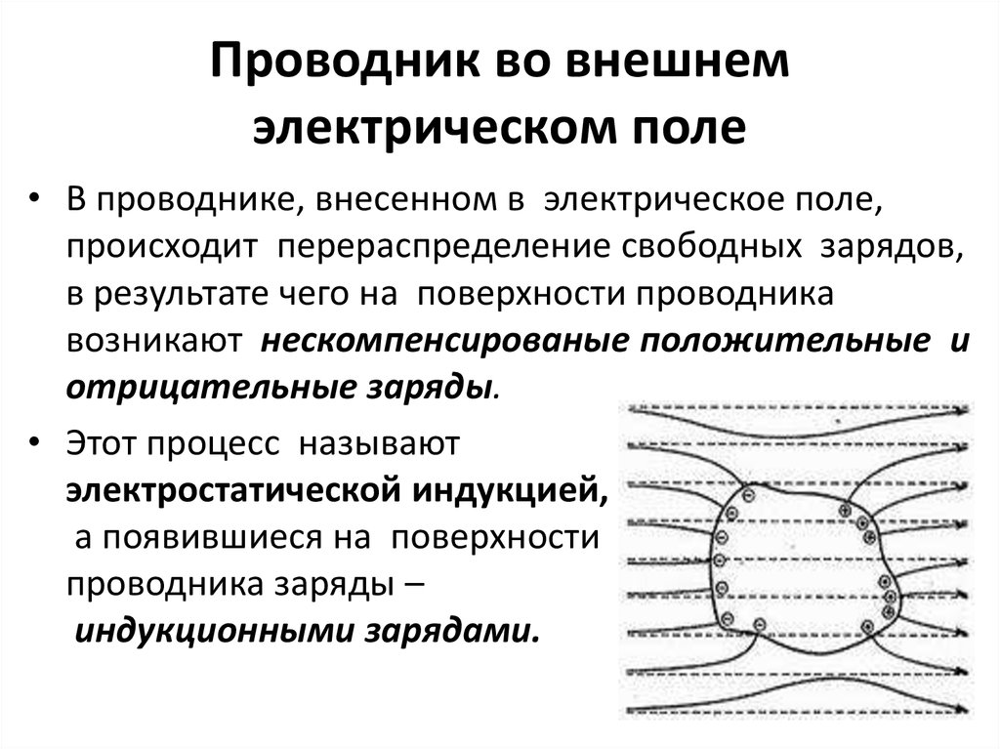 Проводник во внешнем
электрическом поле
• В проводнике, внесенном в электрическое поле,
происходит перераспределение свободных зарядов,
в результате чего на поверхности проводника
возникают нескомпенсированые положительные и
отрицательные заряды.
• Этот процесс называют
электростатической индукцией,
а появившиеся на поверхности
проводника заряды –
индукционными зарядами.